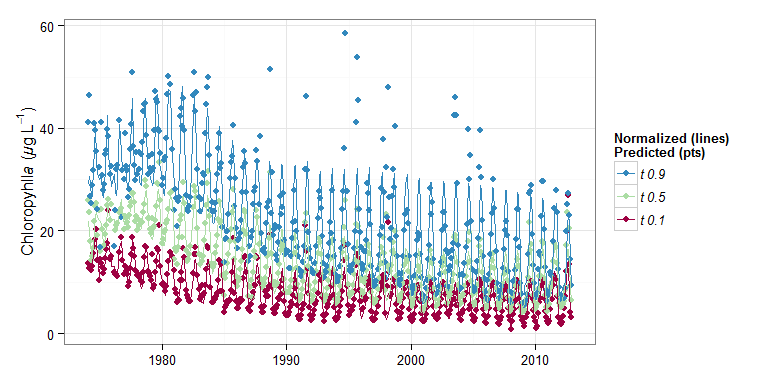 Chloropyhlla (µg L⁻¹)
60
40
20
0
1980 1990 2000 2010
Normalized (lines)
Predicted (pts)
t 0.9
t 0.5
t 0.1